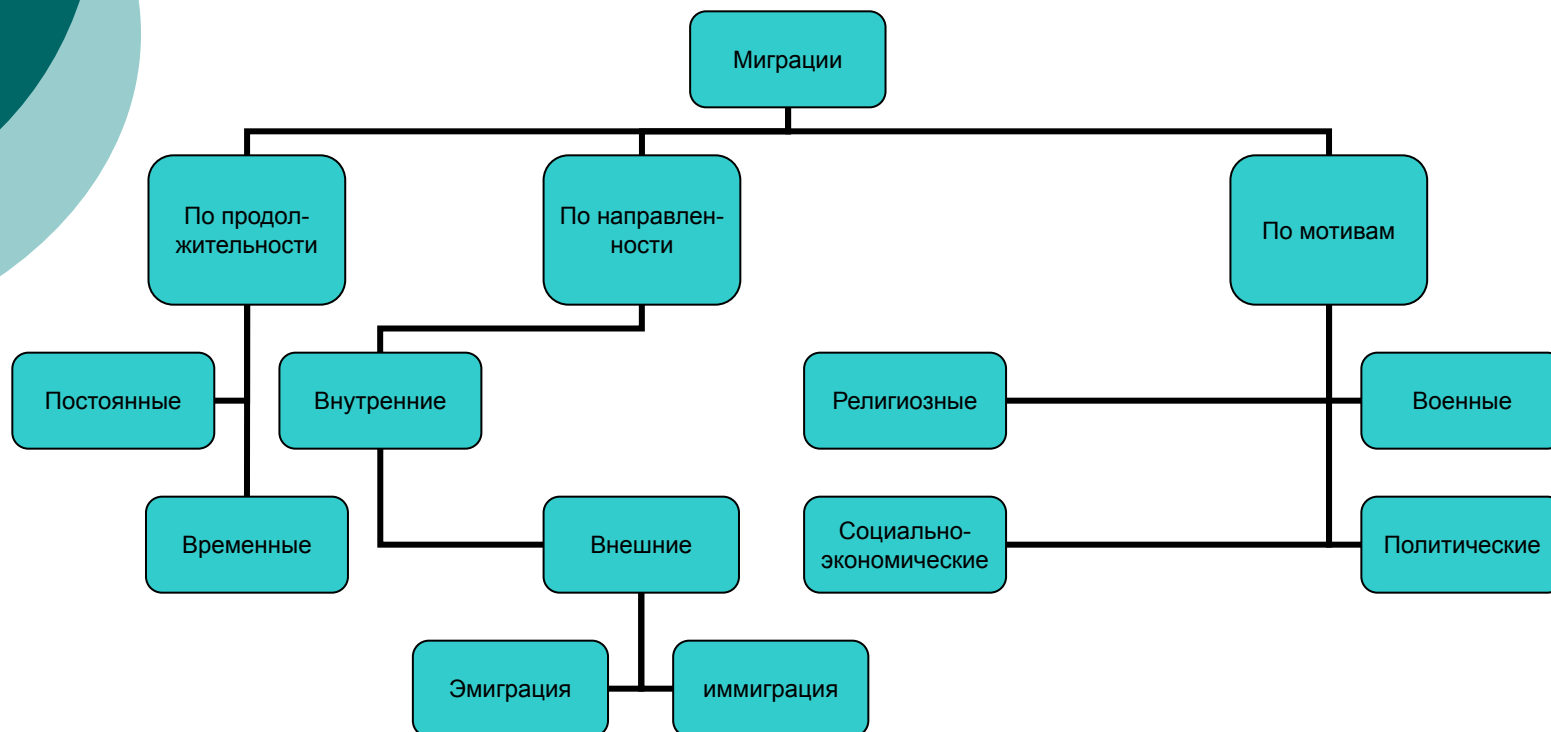 Миграции
По продол-
жительности
По направлен-
ности
По мотивам
Постоянные
Внутренние
Религиозные
Военные
Временные
Внешние
Социально-
экономические
Политические
Эмиграция
иммиграция